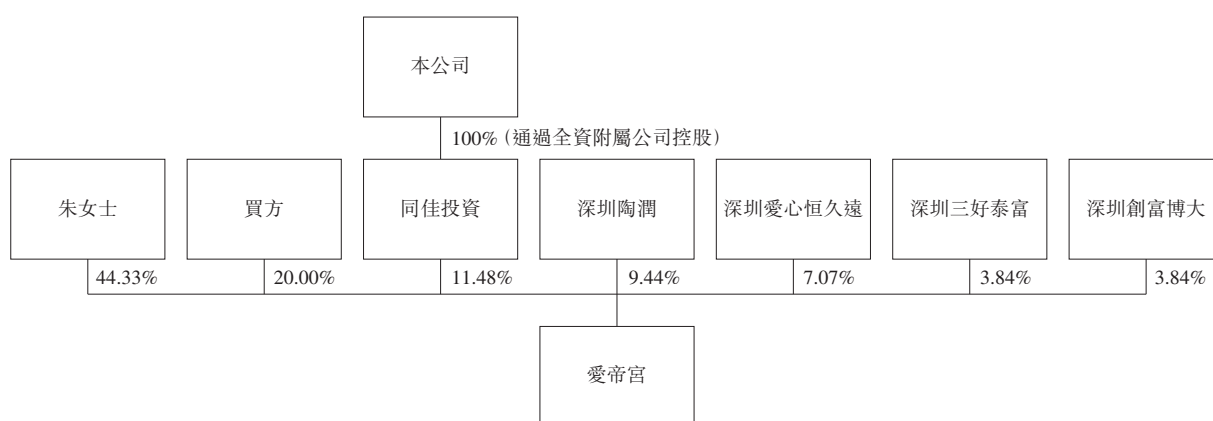 本公司
100% (通過全資附屬公司控股)
朱女士
買方
同佳投資
深圳陶潤
深圳愛心恒久遠
深圳三好泰富
深圳創富博大
44.33%
20.00%
11.48%
9.44%
7.07%
3.84%
3.84%
愛帝宮